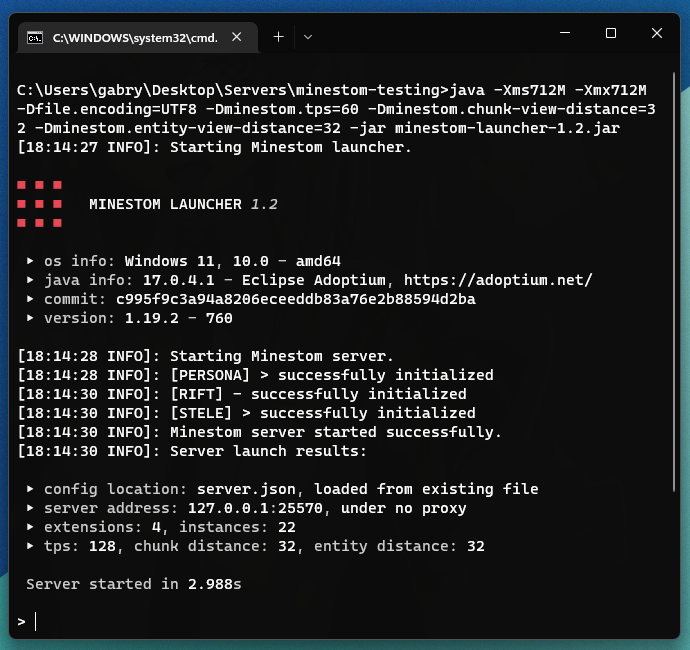 C:\WINDOWS\system32\cmd.
C:\Users\gabry\Desktop\Servers\minestom-testing>java -Xms712M -Xmx712M
-Dfile.encoding=UTF8 -Dminestom.tps=60 -Dminestom.chunk-view-distance=3
2 -Dminestom.entity-view-distance=32 -jar minestom-launcher-1.2.jar
[18:14:27 INFO]: Starting Minestom launcher.
MINESTOM LAUNCHER 1.2
▸ os info: Windows 11, 10.0 - amd64
▸ java info: 17.0.4.1 - Eclipse Adoptium, https://adoptium.net/
▸ commit: c995f9c3a94a8206eceeddb83a76e2b88594d2ba
▸ version: 1.19.2 - 760
[18:14:28 INFO]: Starting Minestom server.
[18:14:28 INFO]: [PERSONA] > successfully initialized
[18:14:30 INFO]: [RIFT] - successfully initialized
[18:14:30 INFO]: [STELE] > successfully initialized
[18:14:30 INFO]: Minestom server started successfully.
[18:14:30 INFO]: Server launch results:
▸ config location: server.json, loaded from existing file
▸ server address: 127.0.0.1:25570, under no proxy
▸ extensions: 4, instances: 22
▸ tps: 128, chunk distance: 32, entity distance: 32
Server started in 2.988s
>